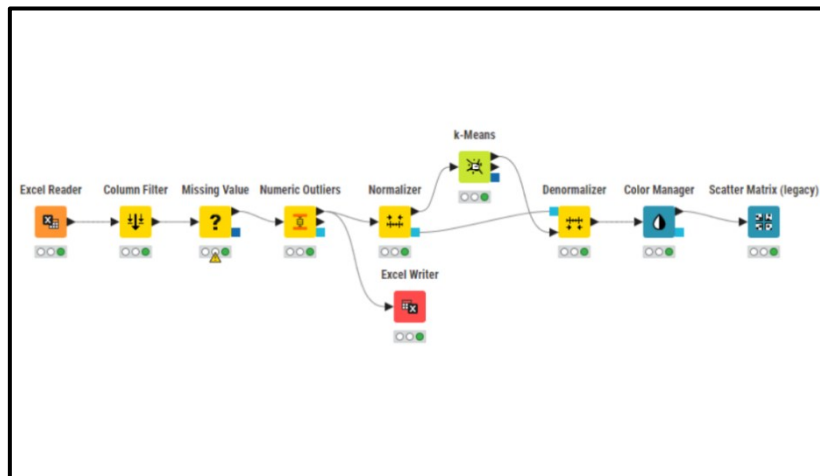 k-Means
Excel Reader
Column Filter
Missing Value
Numeric Outliers
Normalizer
Denormalizer
Color Manager
Scatter Matrix (legacy)
?
Excel Writer